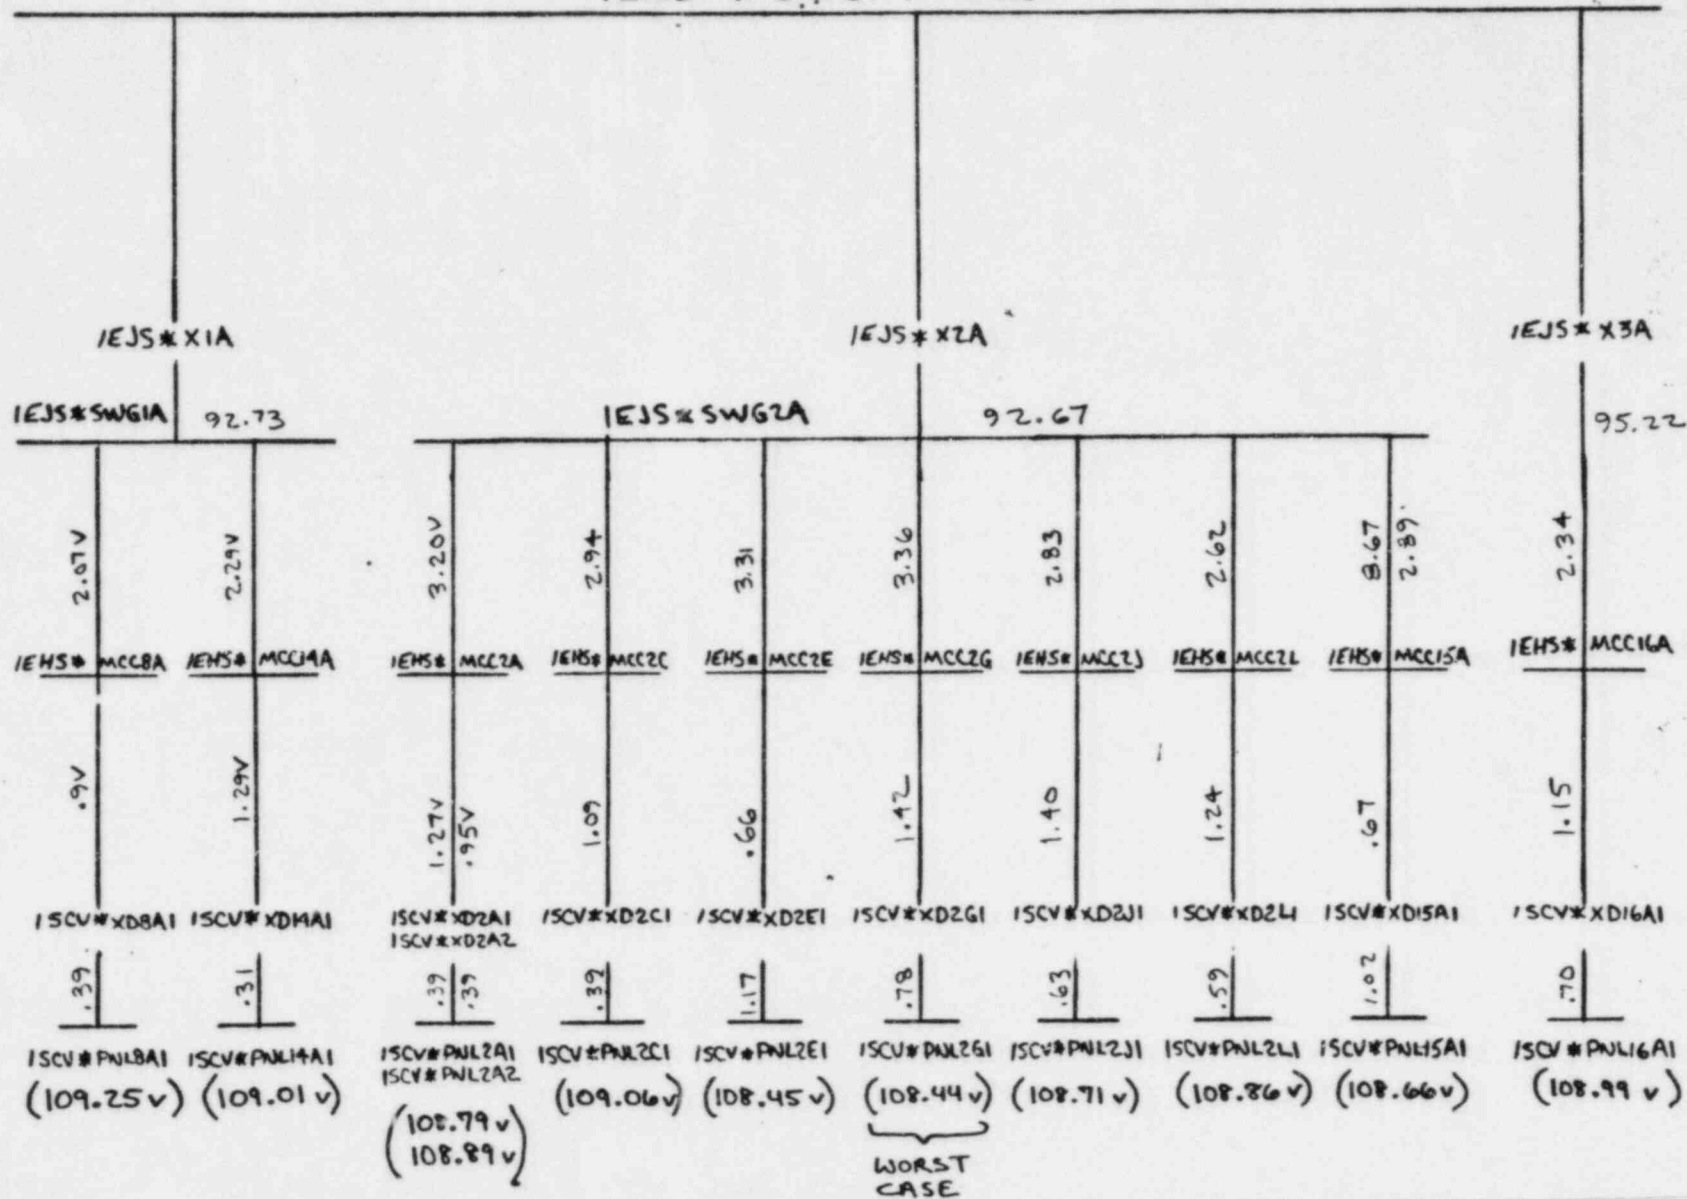 1EJS*X1A 1EJS*X2A 1EJS*X3A
1EJS*SWG1A 92.73 1EJS*SWG2A 92.67 95.22
2.07V 2.29V 3.20V 2.94 3.31 3.36 2.83 2.62 8.67 2.89 2.34
1EHS* MCC8A 1EHS* MCC14A 1EHS* MCC2A 1EHS* MCC2C 1EHS* MCC2E 1EHS* MCC2G 1EHS* MCC2J 1EHS* MCC2L 1EHS* MCC15A 1EHS* MCC16A
.9V 1.29V 1.27V .95V 1.09 .66 1.42 1.40 1.24 .67 1.15
1SCV*XD8A1 1SCV*XD14A1 1SCV*XD2A1 1SCV*XD2C1 1SCV*XD2E1 1SCV*XD2G1 1SCV*XD2J1 1SCV*XD2L1 1SCV*XD15A1 1SCV*XD16A1
1SCV*XD2A2
.39 .31 .39 .39 .39 1.17 .78 .63 .59 1.02 .70
1SCV*PNL8A1 1SCV*PNL14A1 1SCV*PNL2A1 1SCV*PNL2C1 1SCV*PNL2E1 1SCV*PNL2G1 1SCV*PNL2J1 1SCV*PNL2L1 1SCV*PNL15A1 1SCV*PNL16A1
1SCV*PNL2A2
(109.25v) (109.01v) (109.06v) (108.45v) (108.44v) (108.71v) (108.86v) (108.66v) (108.99v)
(108.79v
108.89v)
WORST
CASE